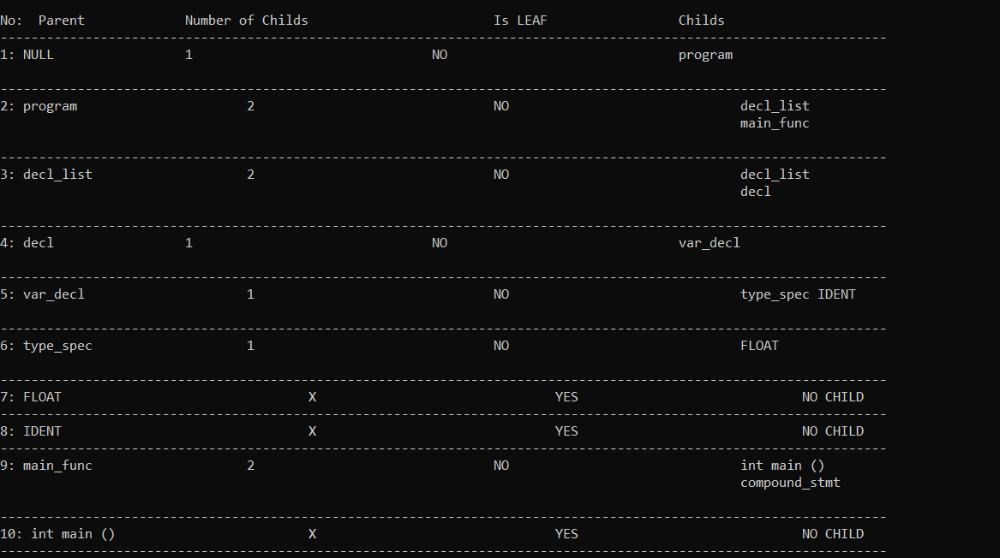 No:  Parent             Number of Childs                        Is LEAF                 Childs
-------------------------------------------------------------------------------------------------------------------
1: NULL                 1                               NO                              program
-------------------------------------------------------------------------------------------------------------------
2: program                      2                               NO                              decl_list
                                                                                                main_func
-------------------------------------------------------------------------------------------------------------------
3: decl_list                    2                               NO                              decl_list
                                                                                                decl
-------------------------------------------------------------------------------------------------------------------
4: decl                 1                               NO                              var_decl
-------------------------------------------------------------------------------------------------------------------
5: var_decl                     1                               NO                              type_spec IDENT
-------------------------------------------------------------------------------------------------------------------
6: type_spec                    1                               NO                              FLOAT
-------------------------------------------------------------------------------------------------------------------
7: FLOAT                                X                               YES                             NO CHILD
-------------------------------------------------------------------------------------------------------------------
8: IDENT                                X                               YES                             NO CHILD
-------------------------------------------------------------------------------------------------------------------
9: main_func                    2                               NO                              int main ()
                                                                                                compound_stmt
-------------------------------------------------------------------------------------------------------------------
10: int main ()                         X                               YES                             NO CHILD
-------------------------------------------------------------------------------------------------------------------